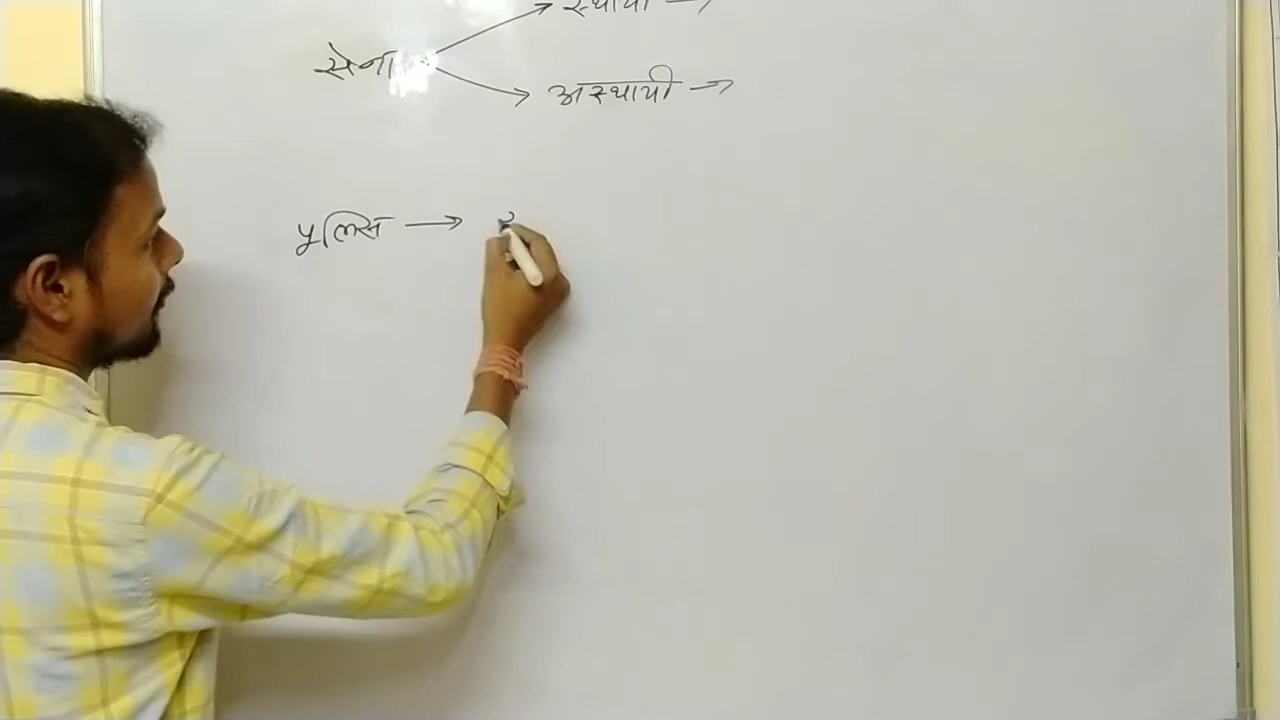 स्थायी →
सेना
अस्थायी →
पुलिस →